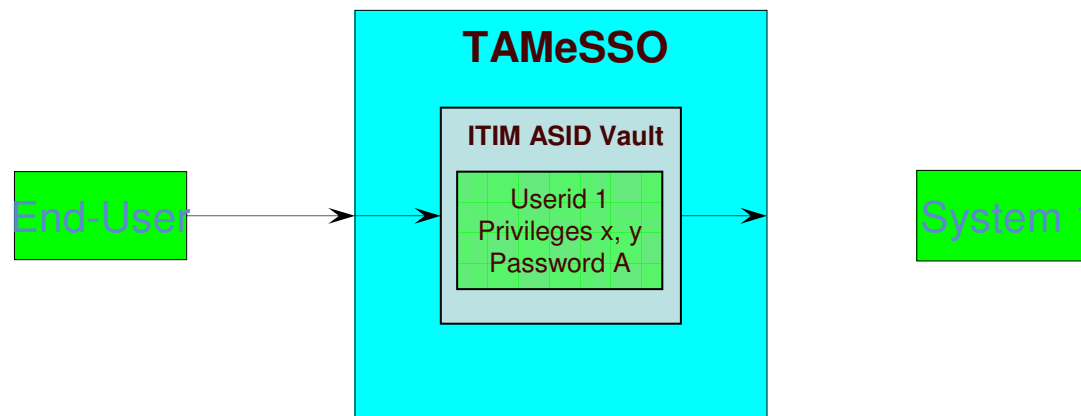 TAMeSSO
ITIM ASID Vault
End-User
Userid 1
Privileges x, y
Password A
System